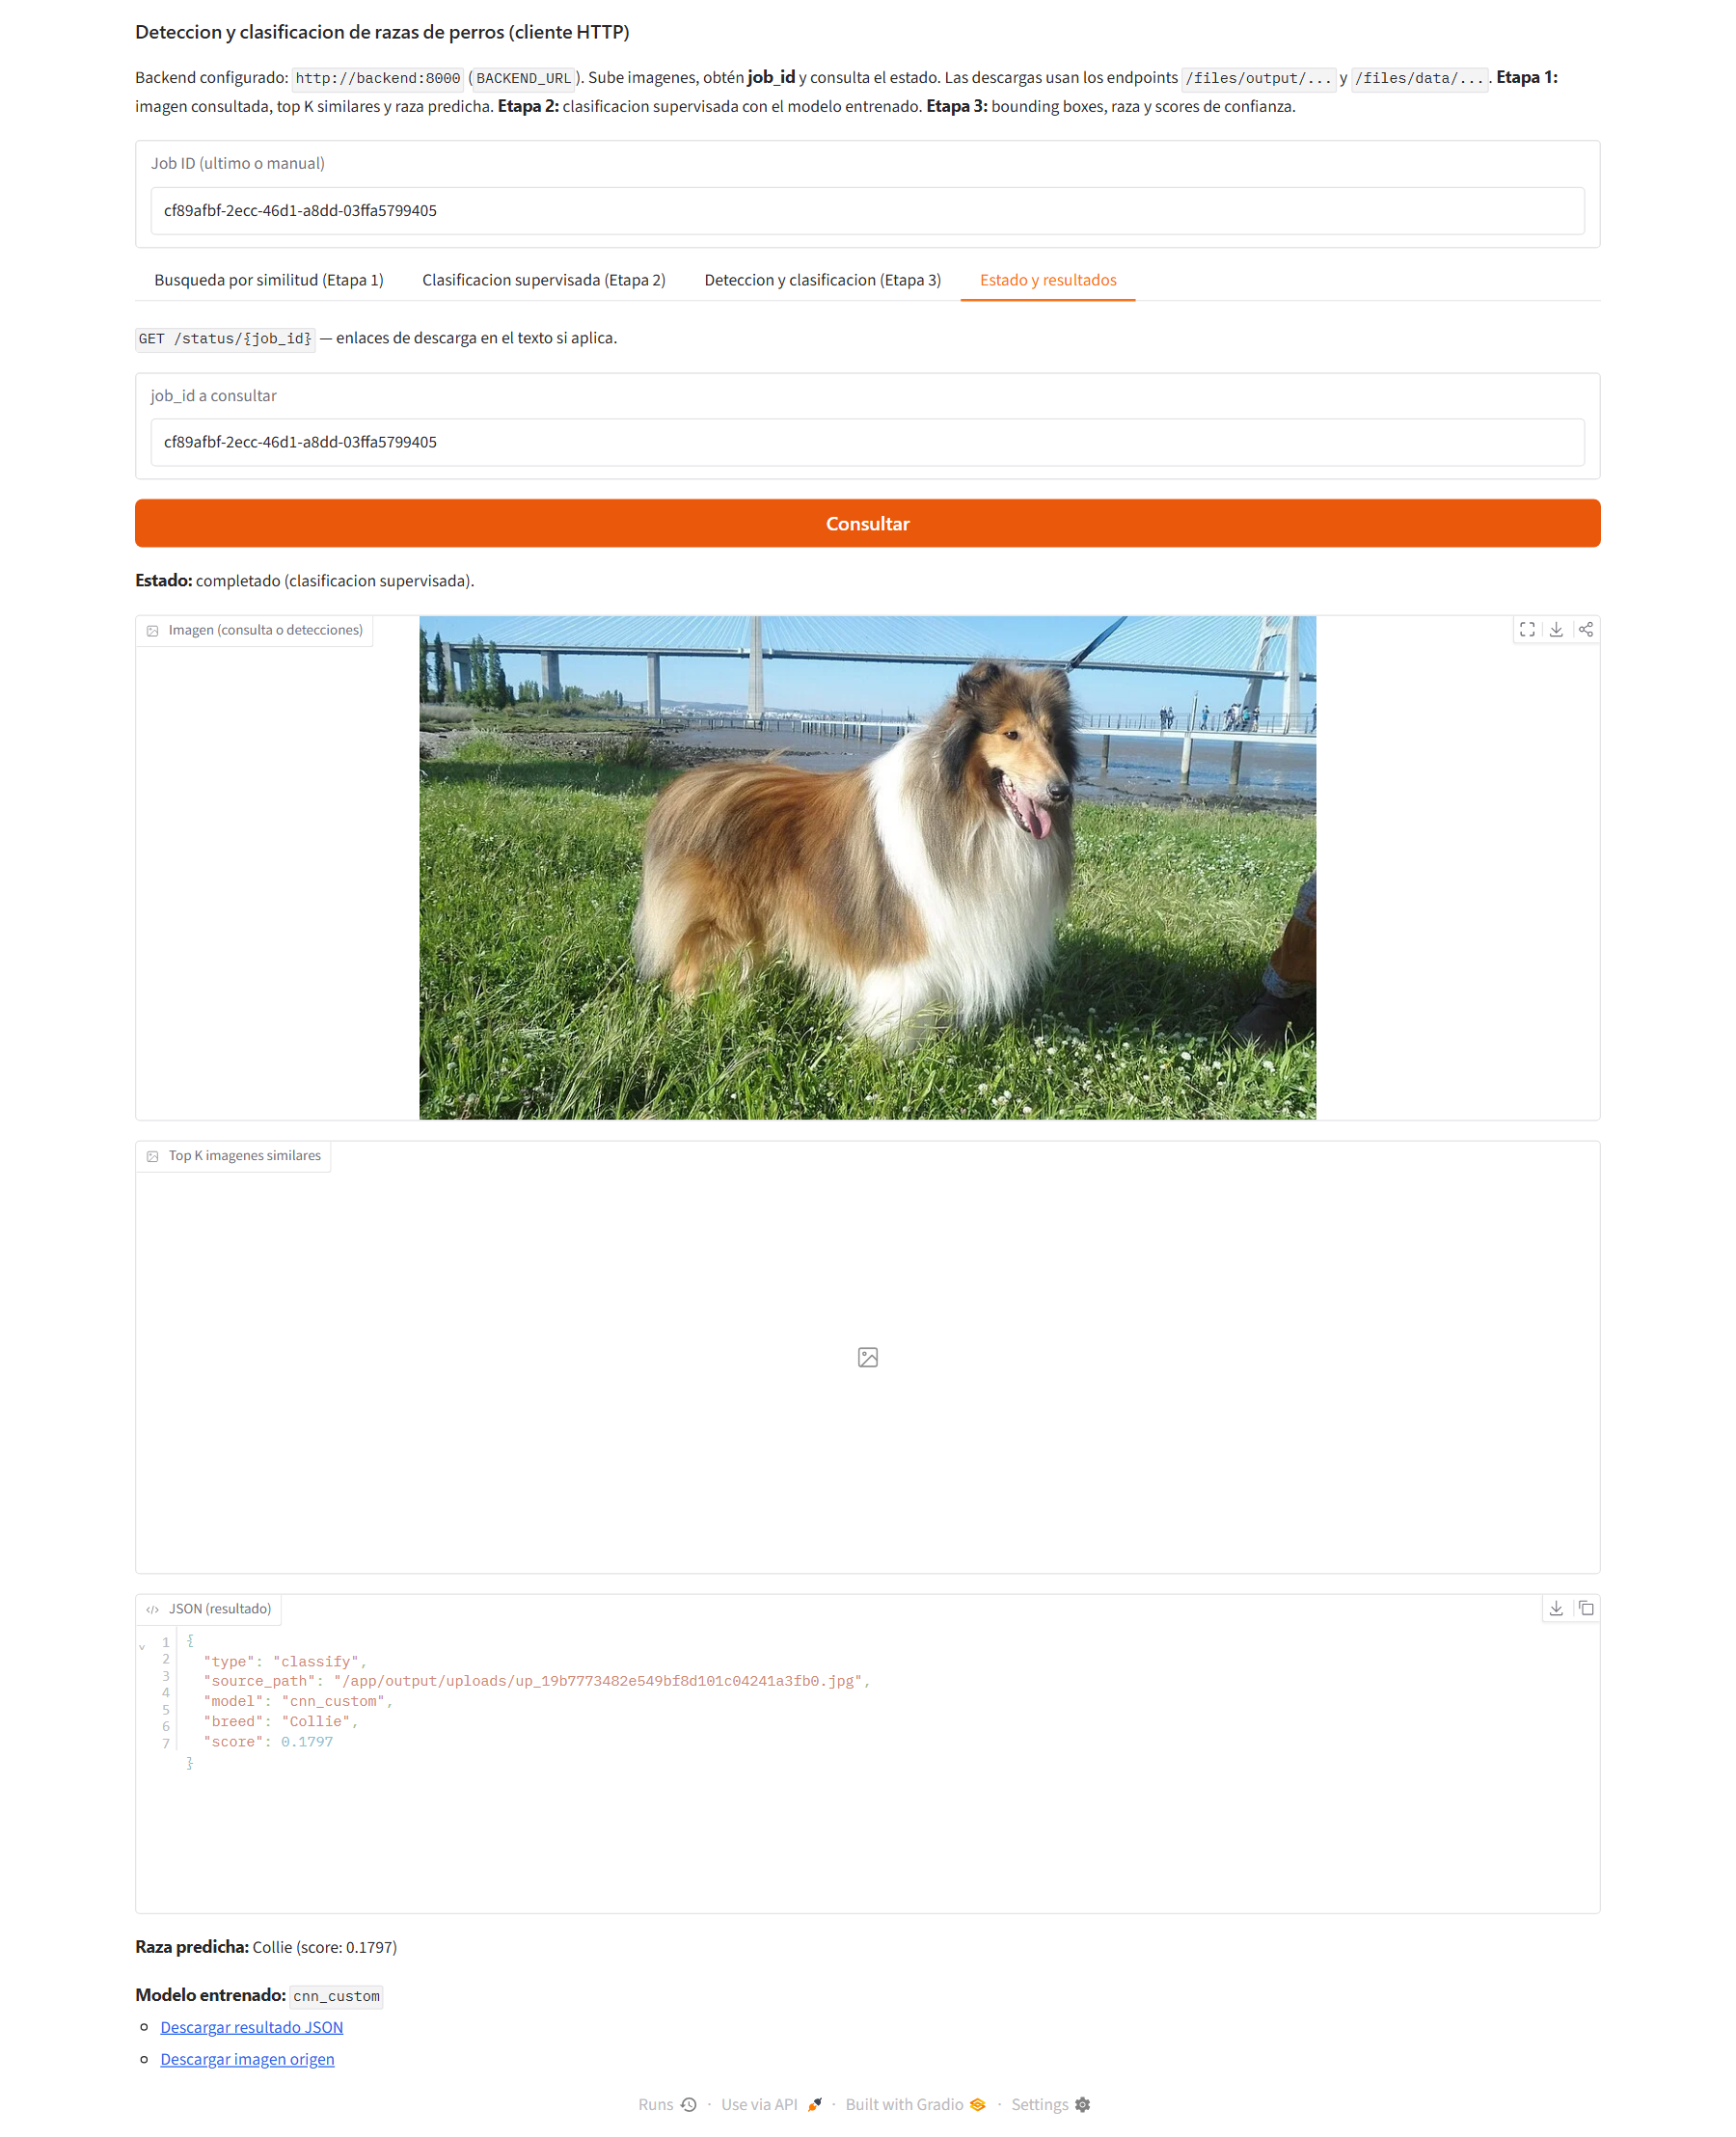 Deteccion y clasificacion de razas de perros (cliente HTTP)
Backend configurado: http://backend:8000 (BACKEND_URL). Sube imagenes, obtén job_id y consulta el estado. Las descargas usan los endpoints /files/output/... y /files/data/.... Etapa 1:
imagen consultada, top K similares y raza predicha. Etapa 2: clasificacion supervisada con el modelo entrenado. Etapa 3: bounding boxes, raza y scores de confianza.
Job ID (ultimo o manual)
cf89afbf-2ecc-46d1-a8dd-03ffa5799405
Busqueda por similitud (Etapa 1) Clasificacion supervisada (Etapa 2) Deteccion y clasificacion (Etapa 3) Estado y resultados
GET /status/{job_id} — enlaces de descarga en el texto si aplica.
job_id a consultar
cf89afbf-2ecc-46d1-a8dd-03ffa5799405
Consultar
Estado: completado (clasificacion supervisada).
Imagen (consulta o detecciones)
Top K imagenes similares
JSON (resultado)
1 {
2 "type": "classify",
3 "source_path": "/app/output/uploads/up_19b7773482e549bf8d101c04241a3fb0.jpg",
4 "model": "cnn_custom",
5 "breed": "Collie",
6 "score": 0.1797
7 }
Raza predicha: Collie (score: 0.1797)
Modelo entrenado: cnn_custom
Descargar resultado JSON
Descargar imagen origen
Runs · Use via API · Built with Gradio · Settings